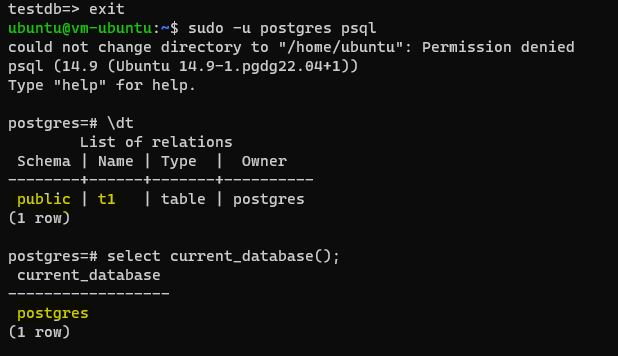 testdb=> exit
ubuntu@vm-ubuntu:~$ sudo -u postgres psql
could not change directory to "/home/ubuntu": Permission denied
psql (14.9 (Ubuntu 14.9-1.pgdg22.04+1))
Type "help" for help.

postgres=# \dt
        List of relations
 Schema | Name | Type  |  Owner
--------+------+-------+----------
 public | t1   | table | postgres
(1 row)

postgres=# select current_database();
 current_database
------------------
 postgres
(1 row)